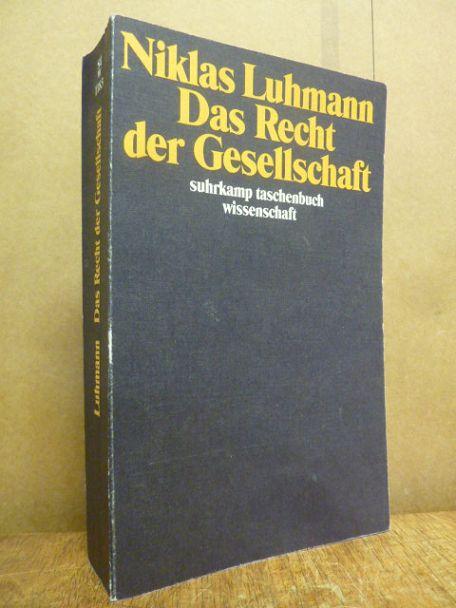 Niklas Luhmann
Das Recht
der Gesellschaft
suhrkamp taschenbuch
wissenschaft
Luhmann Das Recht der Gesellschaft